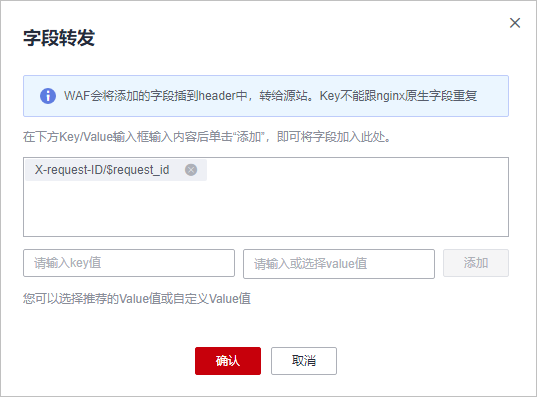 字段转发
WAF会将添加的字段插到header中，转给源站。Key不能跟nginx原生字段重复
在下方Key/Value输入框输入内容后单击“添加”，即可将字段加入此处。
X-request-ID/$request_id
请输入key值 请输入或选择value值 添加
您可以选择推荐的Value值或自定义Value值
确认 取消